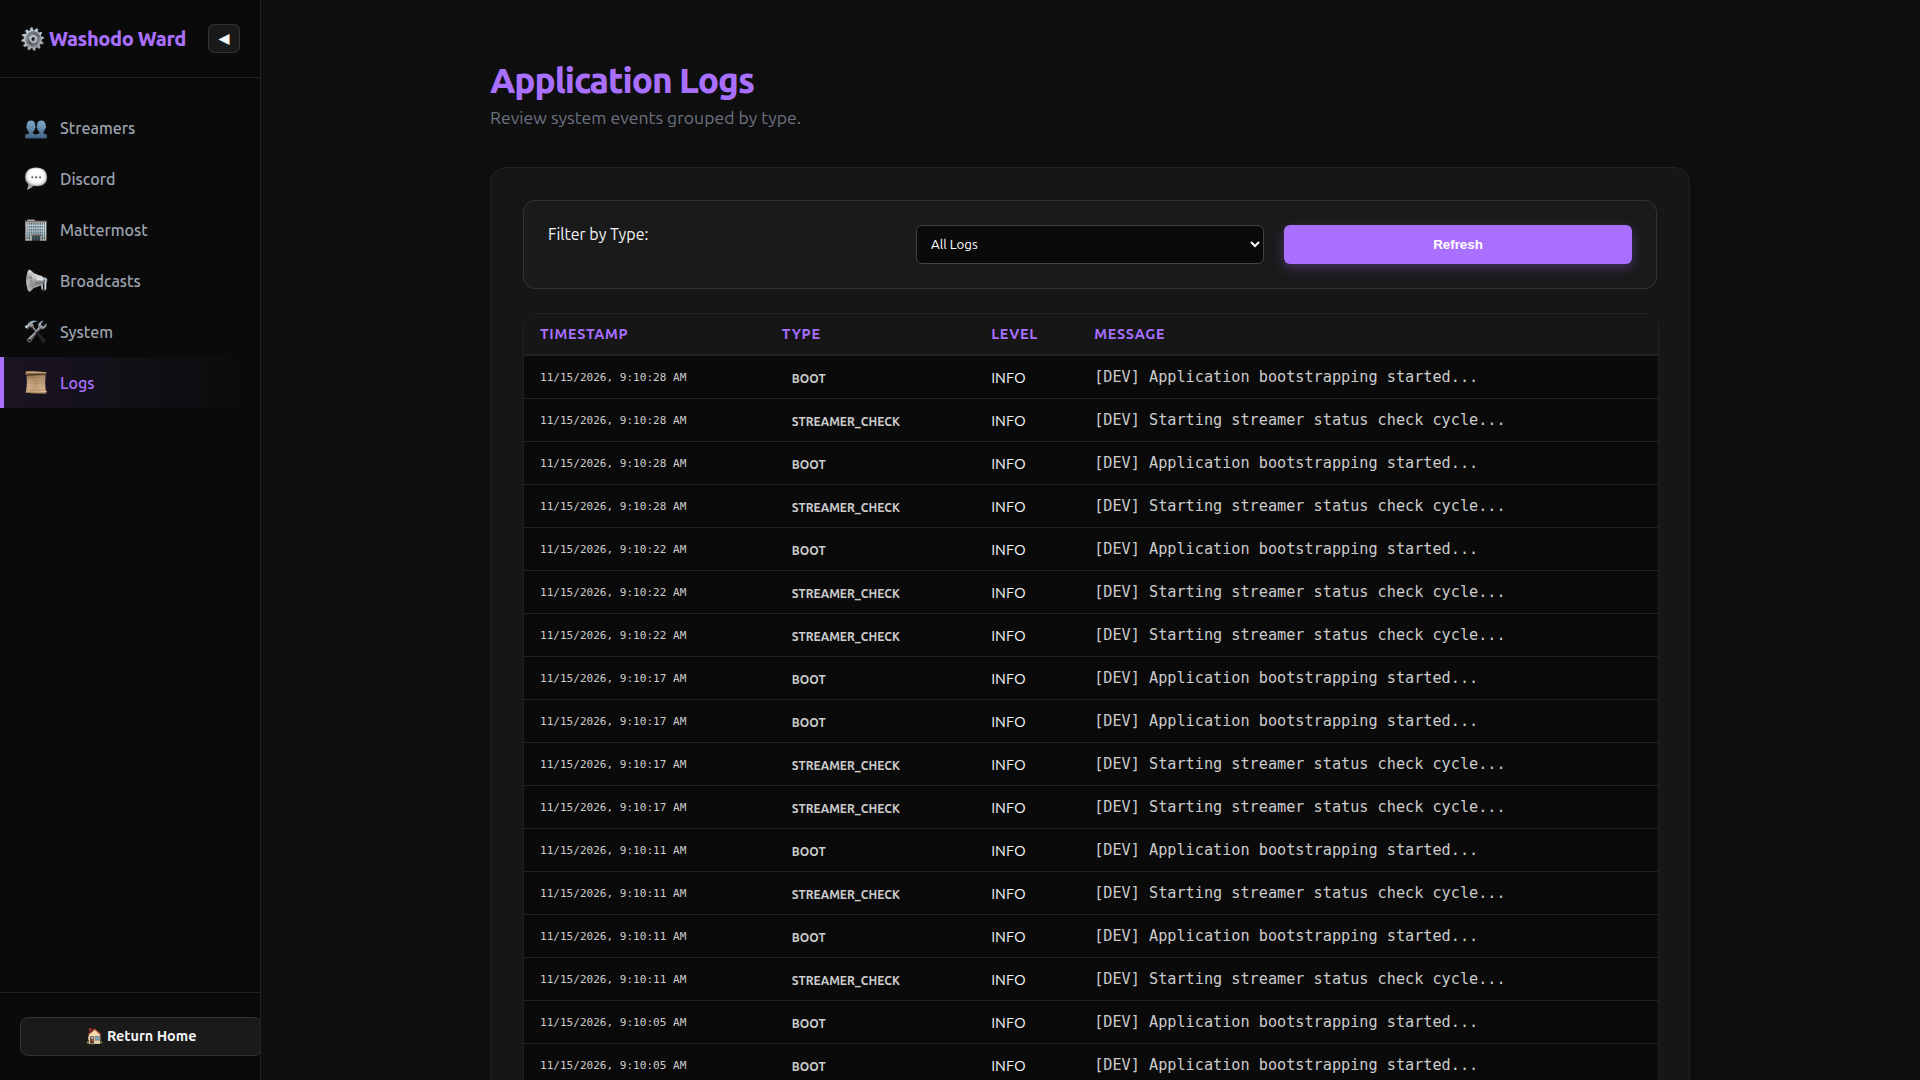 Washodo Ward
Streamers
Discord
Mattermost
Broadcasts
System
Logs
Return Home
Application Logs
Review system events grouped by type.
Filter by Type: All Logs Refresh
TIMESTAMP TYPE LEVEL MESSAGE
11/15/2026, 9:10:28 AM BOOT INFO [DEV] Application bootstrapping started...
11/15/2026, 9:10:28 AM STREAMER_CHECK INFO [DEV] Starting streamer status check cycle...
11/15/2026, 9:10:28 AM BOOT INFO [DEV] Application bootstrapping started...
11/15/2026, 9:10:28 AM STREAMER_CHECK INFO [DEV] Starting streamer status check cycle...
11/15/2026, 9:10:22 AM BOOT INFO [DEV] Application bootstrapping started...
11/15/2026, 9:10:22 AM STREAMER_CHECK INFO [DEV] Starting streamer status check cycle...
11/15/2026, 9:10:22 AM STREAMER_CHECK INFO [DEV] Starting streamer status check cycle...
11/15/2026, 9:10:17 AM BOOT INFO [DEV] Application bootstrapping started...
11/15/2026, 9:10:17 AM BOOT INFO [DEV] Application bootstrapping started...
11/15/2026, 9:10:17 AM STREAMER_CHECK INFO [DEV] Starting streamer status check cycle...
11/15/2026, 9:10:17 AM STREAMER_CHECK INFO [DEV] Starting streamer status check cycle...
11/15/2026, 9:10:11 AM BOOT INFO [DEV] Application bootstrapping started...
11/15/2026, 9:10:11 AM STREAMER_CHECK INFO [DEV] Starting streamer status check cycle...
11/15/2026, 9:10:11 AM BOOT INFO [DEV] Application bootstrapping started...
11/15/2026, 9:10:11 AM STREAMER_CHECK INFO [DEV] Starting streamer status check cycle...
11/15/2026, 9:10:05 AM BOOT INFO [DEV] Application bootstrapping started...
11/15/2026, 9:10:05 AM BOOT INFO [DEV] Application bootstrapping started...